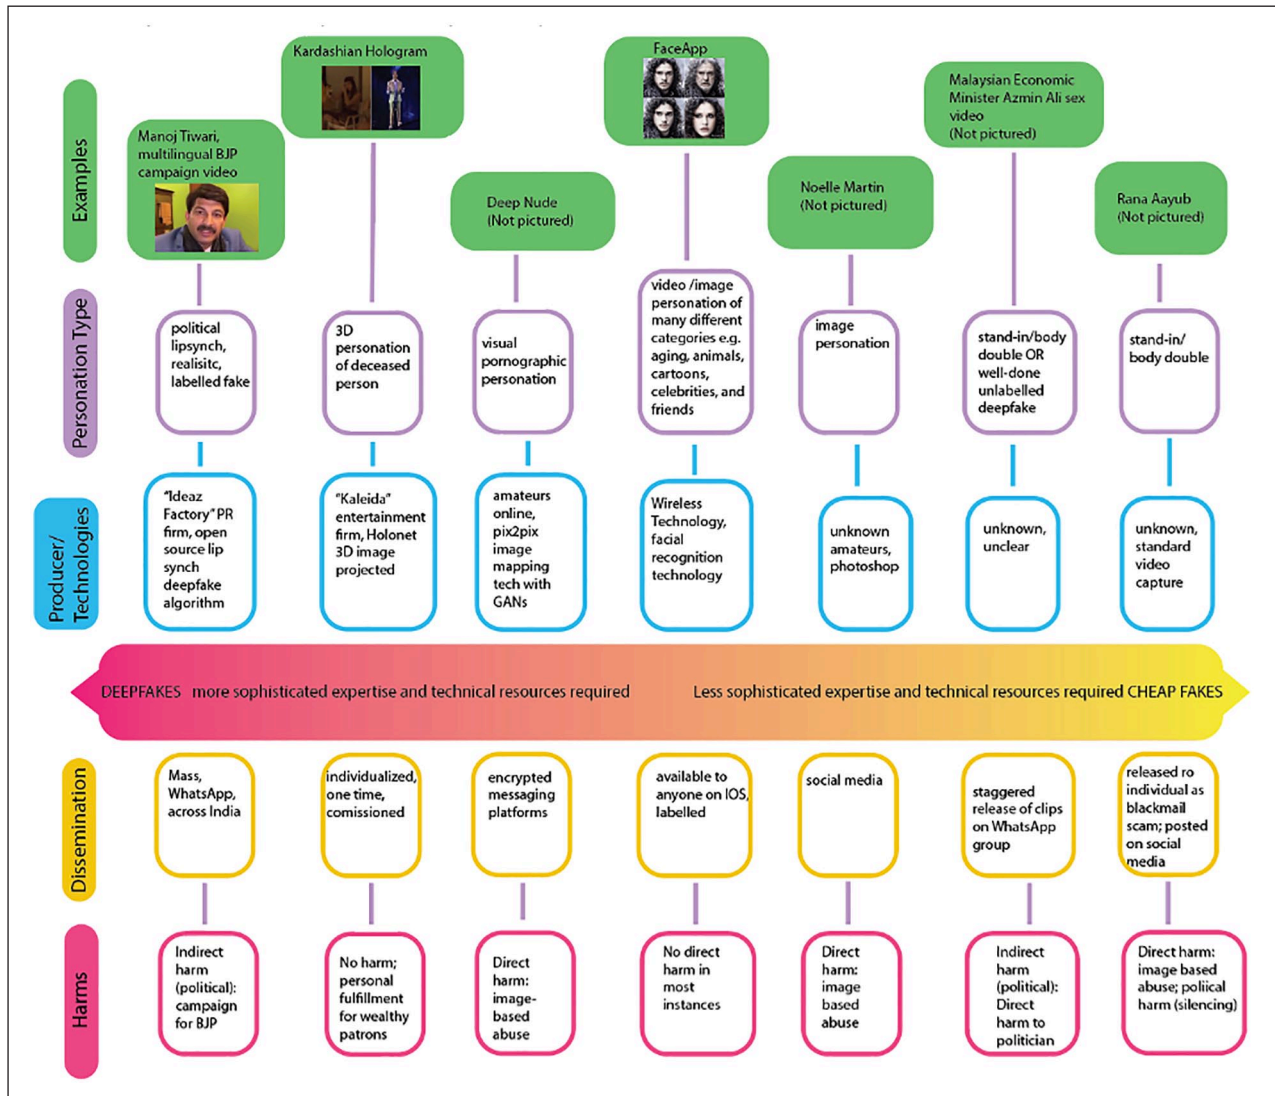 Examples
Kardashian Hologram
FaceApp
Malaysian Economic
Minister Azmin Ali sex
video
(Not pictured)
Manoj Tiwari,
multilingual BJP
campaign video
Deep Nude
(Not pictured)
Noelle Martin
(Not pictured)
Rana Aayub
(Not pictured)
Personation Type
political
lipsynch,
realisitc,
labelled fake
3D
personation
of deceased
person
visual
pornographic
personation
video /image
personation of
many different
categories e.g.
aging, animals,
cartoons,
celebrities, and
friends
image
personation
stand-in/body
double OR
well-done
unlabelled
deepfake
stand-in/
body double
Producer/
Technologies
"Ideaz
Factory" PR
firm, open
source lip
synch
deepfake
algorithm
"Kaleida"
entertainment
firm, Holonet
3D image
projected
amateurs
online,
pix2pix
image
mapping
tech with
GANs
Wireless
Technology,
facial
recognition
technology
unknown
amateurs,
photoshop
unknown,
unclear
unknown,
standard
video
capture
DEEPFAKES more sophisticated expertise and technical resources required
Less sophisticated expertise and technical resources required CHEAP FAKES
Dissemination
Mass,
WhatsApp,
across India
individualized,
one time,
comissioned
encrypted
messaging
platforms
available to
anyone on IOS,
labelled
social media
staggered
release of clips
on WhatsApp
group
released ro
individual as
blackmail
scam; posted
on social
media
Harms
Indirect
harm
(political):
campaign
for BJP
No harm;
personal
fulfillment
for wealthy
patrons
Direct
harm:
image-
based
abuse
No direct
harm in
most
instances
Direct
harm:
image
based
abuse
Indirect
harm
(political):
Direct
harm to
politician
Direct harm:
image based
abuse; poliical
harm (silencing)